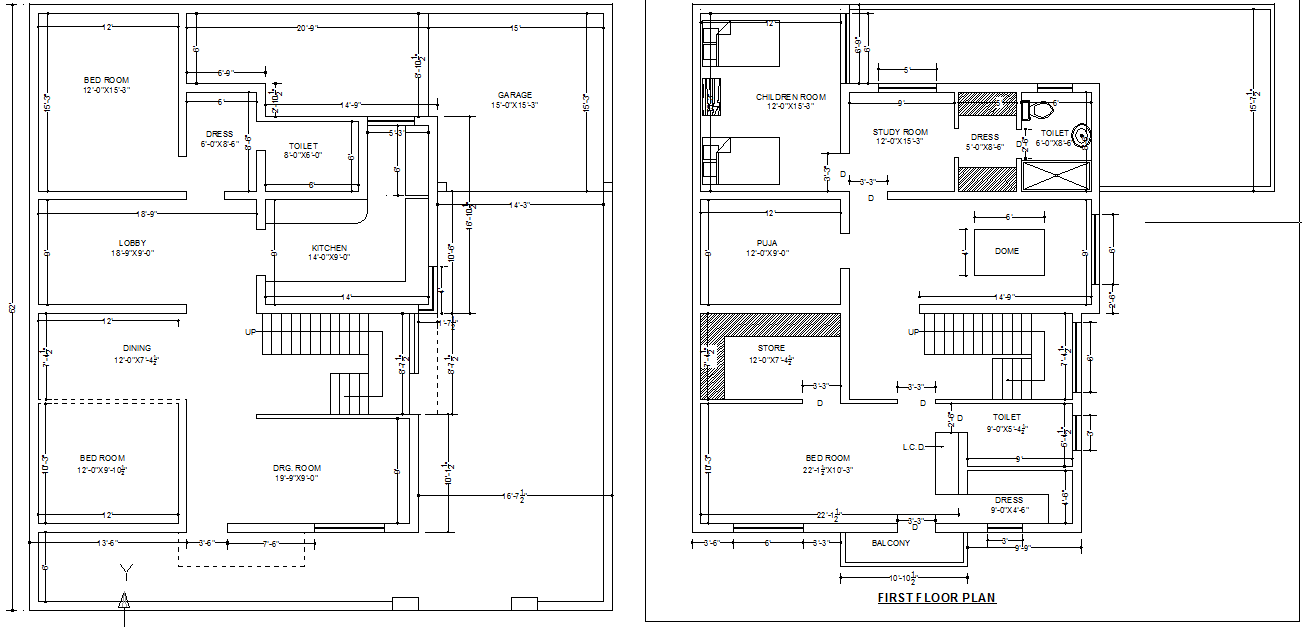 12'
20'-9"
15'
6'
6'-9"
8'-10½"
2'-10½"
BED ROOM
12'-0"X15'-3"
15'-3"
6'
14'-9"
GARAGE
15'-0"X15'-3"
15'-3"
DRESS
6'-0"X8'-6"
8'-6"
TOILET
8'-0"X6'-0"
6'
5'-3"
6'
6'
18'-9"
14'-3"
16'-10½"
LOBBY
18'-9"X9'-0"
9'
9'
KITCHEN
14'-0"X9'-0"
10'-6"
4'
14'
62'
12'
1'-7½"
UP
DINING
12'-0"X7'-4½"
7'-4½"
8'-7½"
8'-7½"
BED ROOM
12'-0"X9'-10½"
10'-3"
DRG. ROOM
19'-9"X9'-0"
9'
10'-1½"
16'-7½"
12'
13'-6"
3'-6"
7'-6"
8'
Y
12'
6'-9"
6'
5'
15'-7½"
CHILDREN ROOM
12'-0"X15'-3"
15'-3"
9'
6'
STUDY ROOM
12'-0"X15'-3"
DRESS
5'-0"X8'-6"
D
2'-6"
TOILET
6'-0"X8'-6"
3'-3"
D
3'-3"
D
12'
6'
PUJA
12'-0"X9'-0"
9'
4'
DOME
9'
6'
14'-9"
2'-6"
UP
STORE
12'-0"X7'-4½"
7'-4½"
7'-4½"
6'
3'-3"
D
3'-3"
D
2'-6"
D
TOILET
9'-0"X5'-4½"
6'-4½"
3'
L.C.D.
BED ROOM
22'-1½"X10'-3"
10'-3"
9'
DRESS
9'-0"X4'-6"
4'-6"
22'-1½"
3'-3"
D
3'-6"
6'
3'-3"
BALCONY
3'
9'-9"
10'-10½"
FIRST FLOOR PLAN